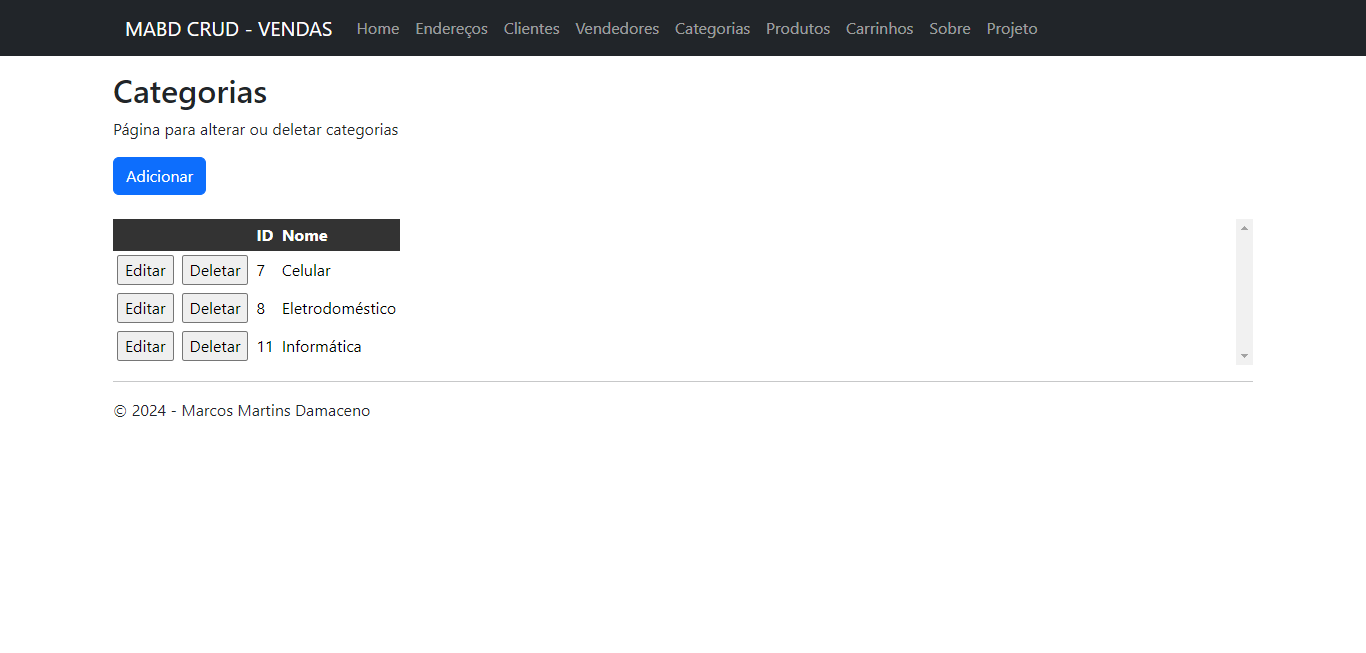 MABD CRUD - VENDAS Home Endereços Clientes Vendedores Categorias Produtos Carrinhos Sobre Projeto
Categorias
Página para alterar ou deletar categorias
Adicionar
ID Nome
Editar Deletar 7 Celular
Editar Deletar 8 Eletrodoméstico
Editar Deletar 11 Informática
© 2024 - Marcos Martins Damaceno